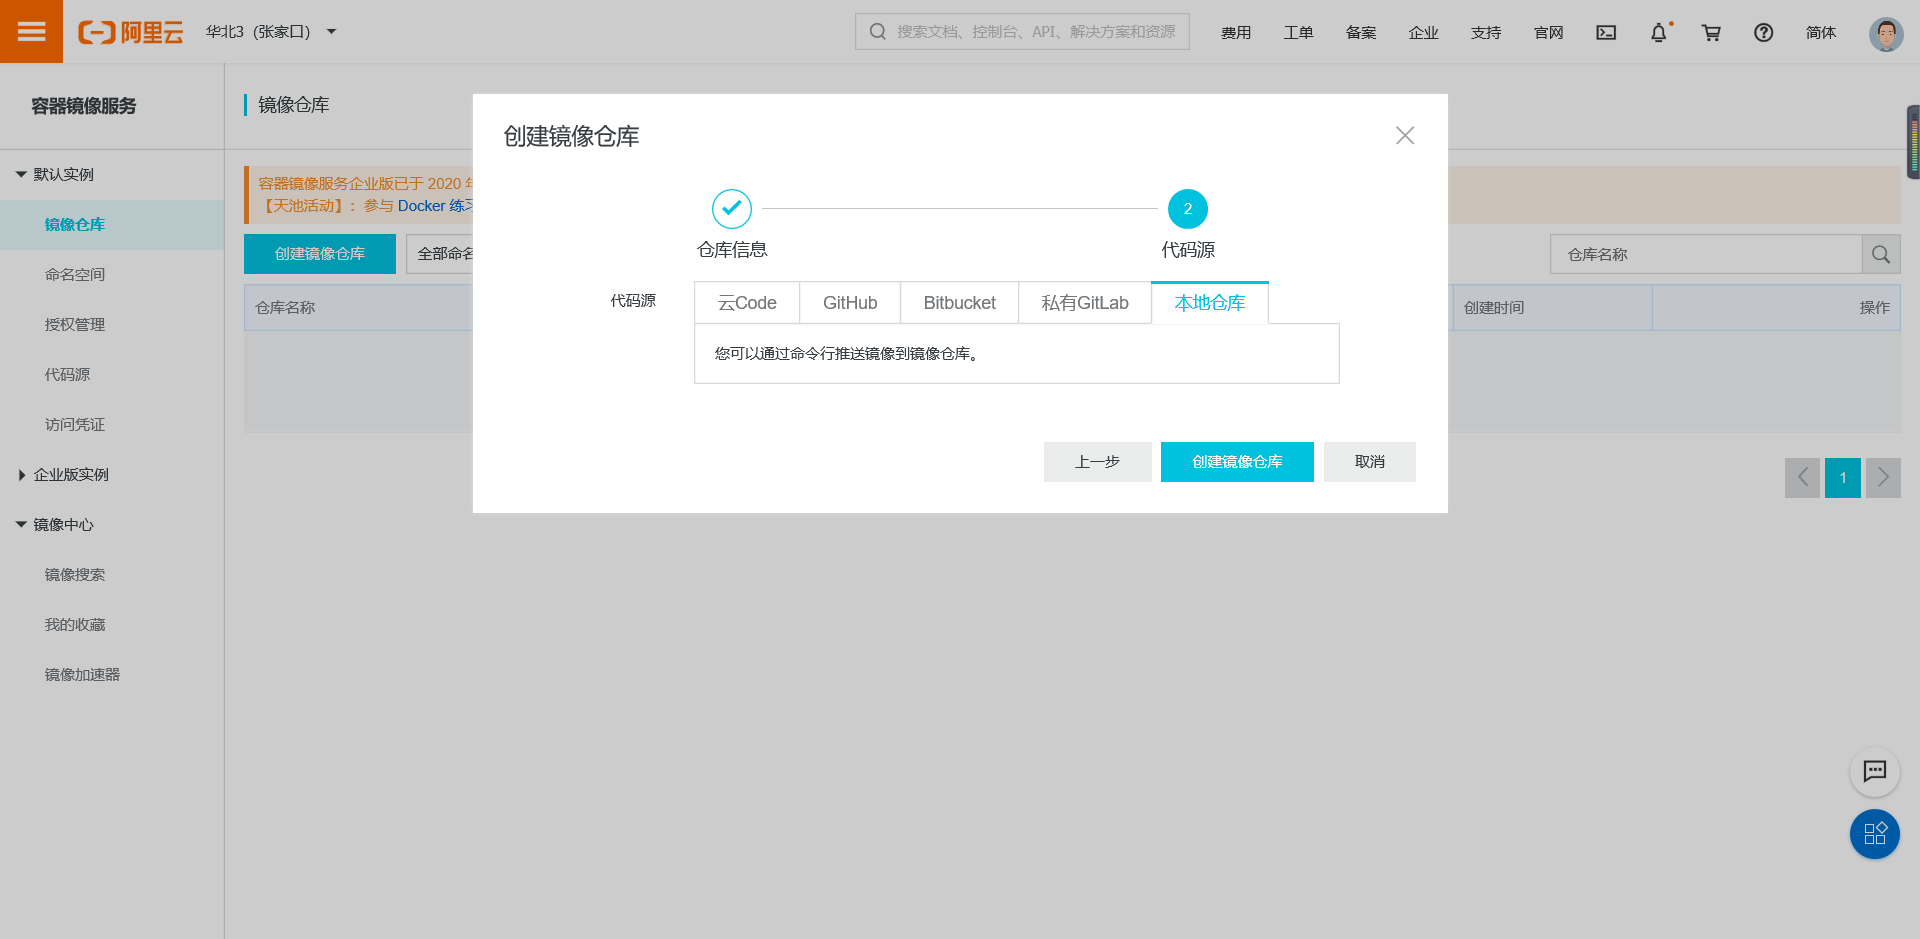 阿里云
华北3（张家口）
搜索文档、控制台、API、解决方案和资源
费用
工单
备案
企业
支持
官网
简体
容器镜像服务
默认实例
镜像仓库
命名空间
授权管理
代码源
访问凭证
企业版实例
镜像中心
镜像搜索
我的收藏
镜像加速器
镜像仓库
容器镜像服务企业版已于 2020
【天池活动】：参与 Docker 练
创建镜像仓库
全部命名
仓库名称
仓库名称
创建时间
操作
1
创建镜像仓库
2
仓库信息
代码源
代码源
云Code
GitHub
Bitbucket
私有GitLab
本地仓库
您可以通过命令行推送镜像到镜像仓库。
上一步
创建镜像仓库
取消